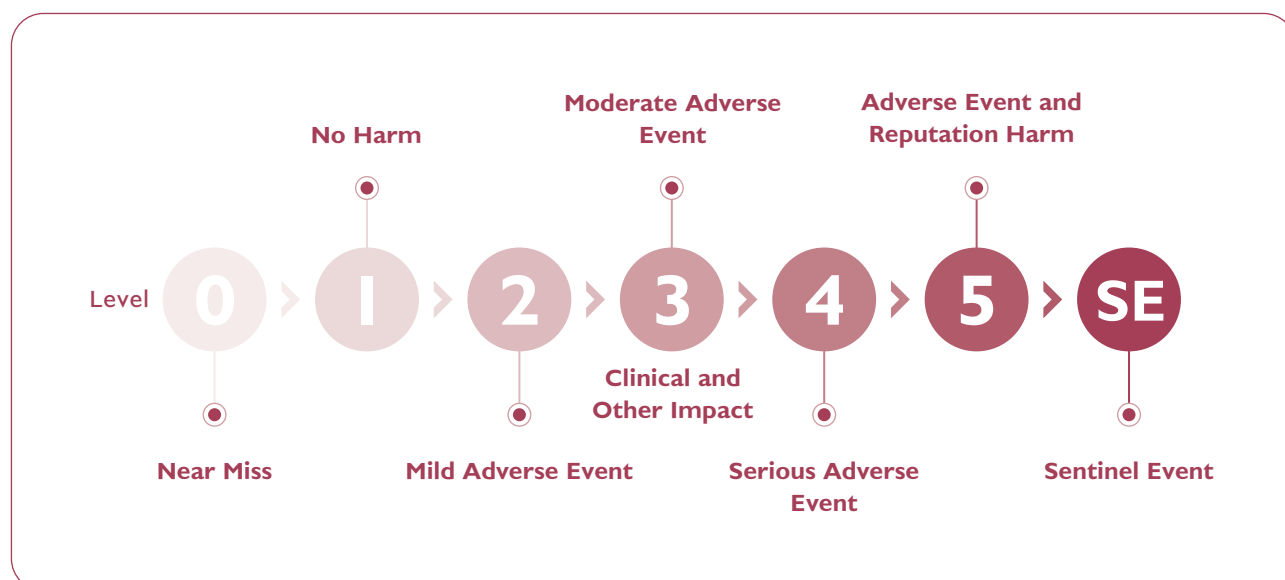 Moderate Adverse
Event
Adverse Event and
Reputation Harm
No Harm
Level
0
1
2
3
4
5
SE
Clinical and
Other Impact
Near Miss
Mild Adverse Event
Serious Adverse
Event
Sentinel Event